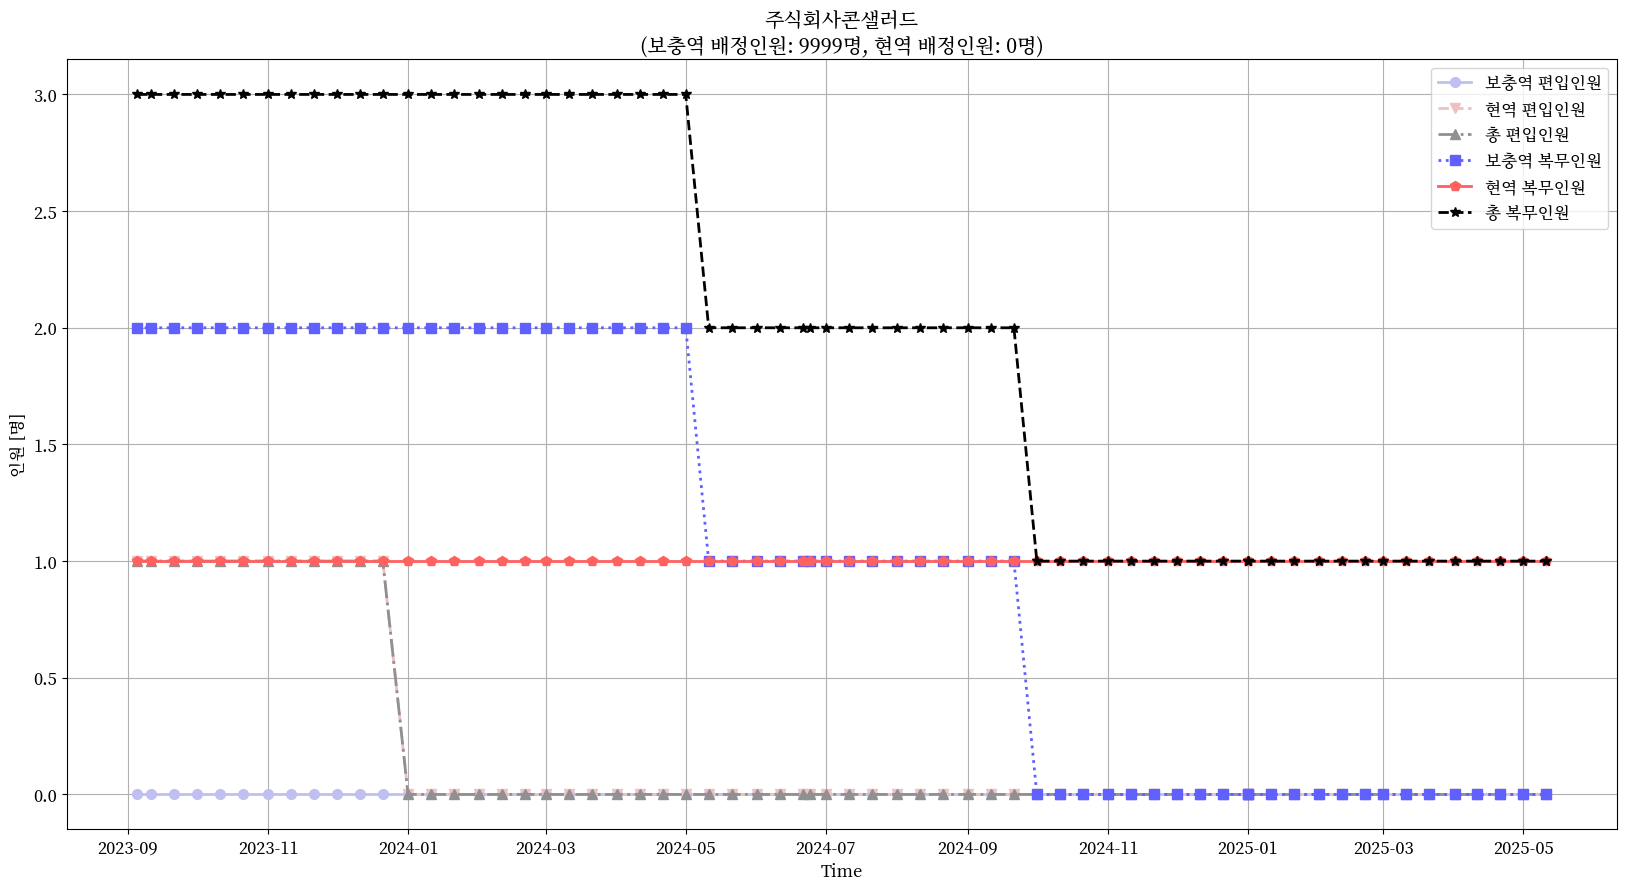 주식회사콘샐러드
(보충역 배정인원: 9999명, 현역 배정인원: 0명)
보충역 편입인원
현역 편입인원
총 편입인원
보충역 복무인원
현역 복무인원
총 복무인원
인원 [명]
3.0
2.5
2.0
1.5
1.0
0.5
0.0
2023-09
2023-11
2024-01
2024-03
2024-05
2024-07
2024-09
2024-11
2025-01
2025-03
2025-05
Time